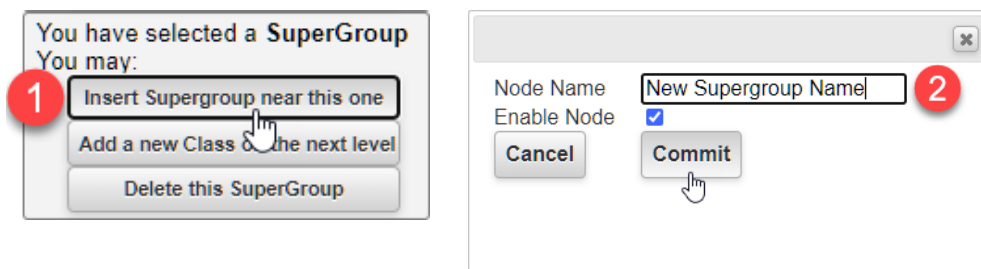 You have selected a SuperGroup
You may:
1
Insert Supergroup near this one
Add a new Class the next level
Delete this SuperGroup
Node Name New Supergroup Name 2
Enable Node
Cancel Commit